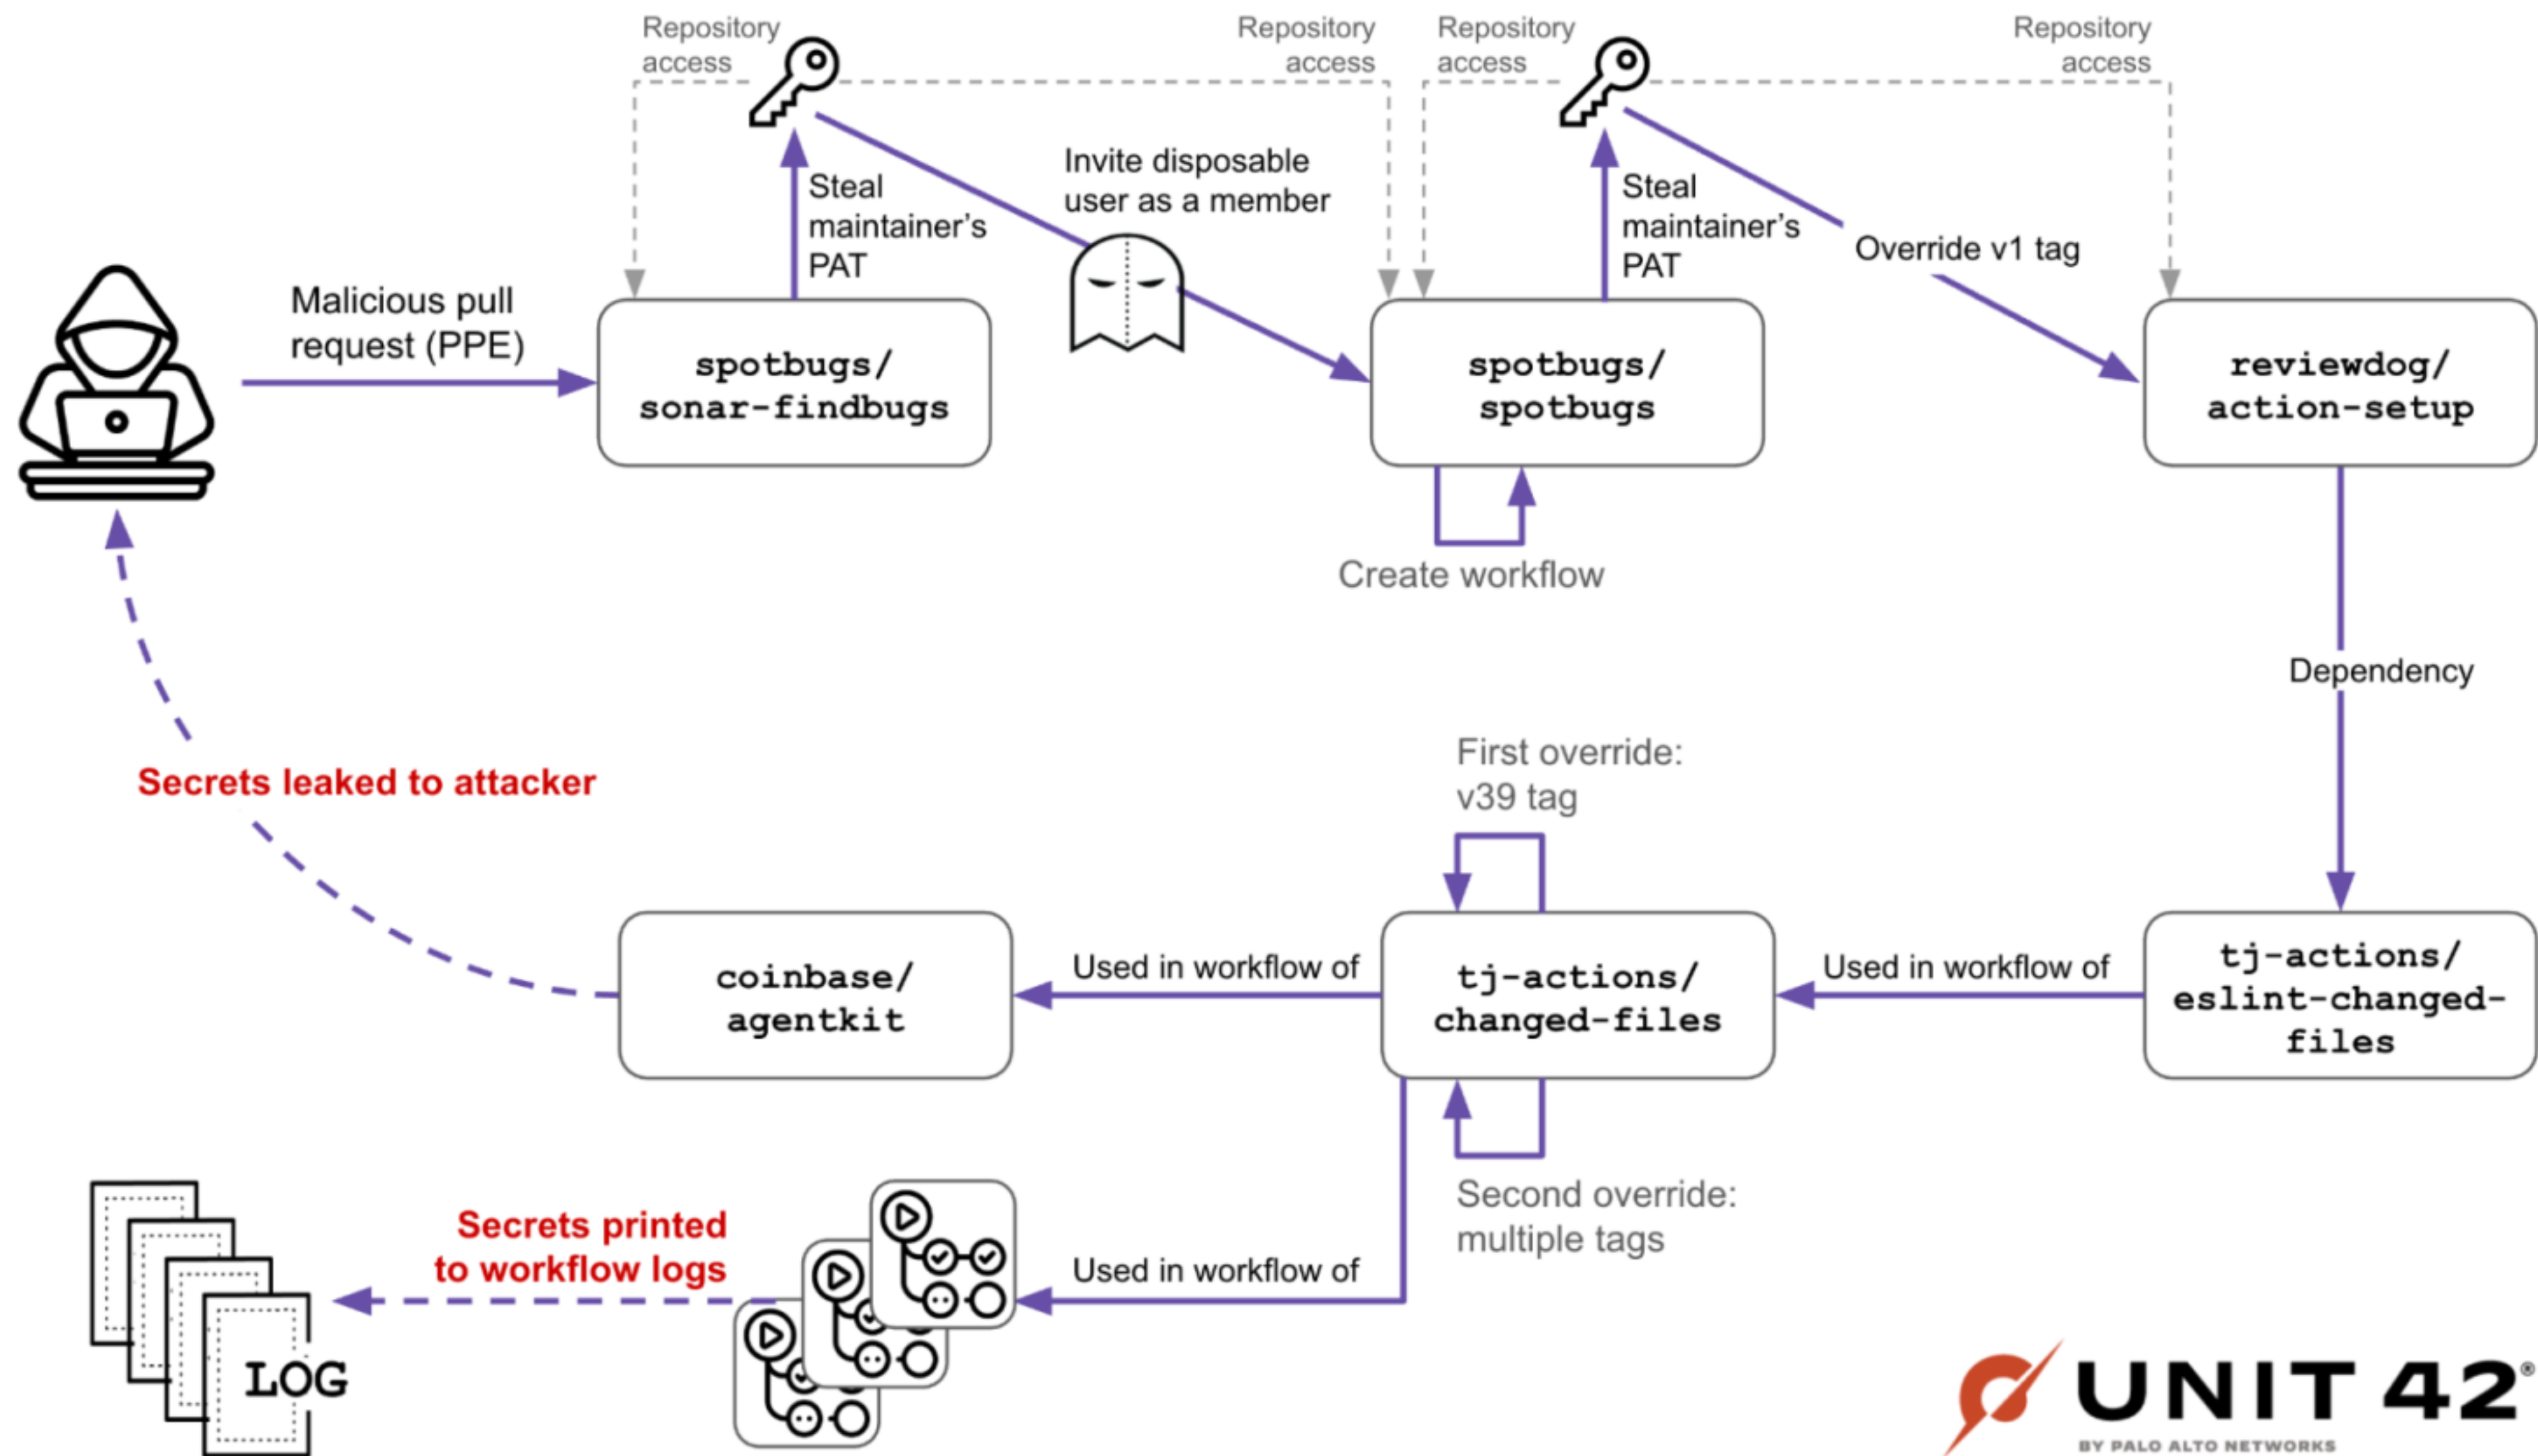 Repository
access
Repository
access
Repository
access
Repository
access
Invite disposable
user as a member
Steal
maintainer's
PAT
Steal
maintainer's
PAT
Override v1 tag
Malicious pull
request (PPE)
spotbugs/
sonar-findbugs
spotbugs/
spotbugs
reviewdog/
action-setup
Create workflow
Dependency
First override:
v39 tag
Secrets leaked to attacker
coinbase/
agentkit
Used in workflow of
tj-actions/
changed-files
Used in workflow of
tj-actions/
eslint-changed-
files
Second override:
multiple tags
Secrets printed
to workflow logs
Used in workflow of
LOG
UNIT 42®
BY PALO ALTO NETWORKS